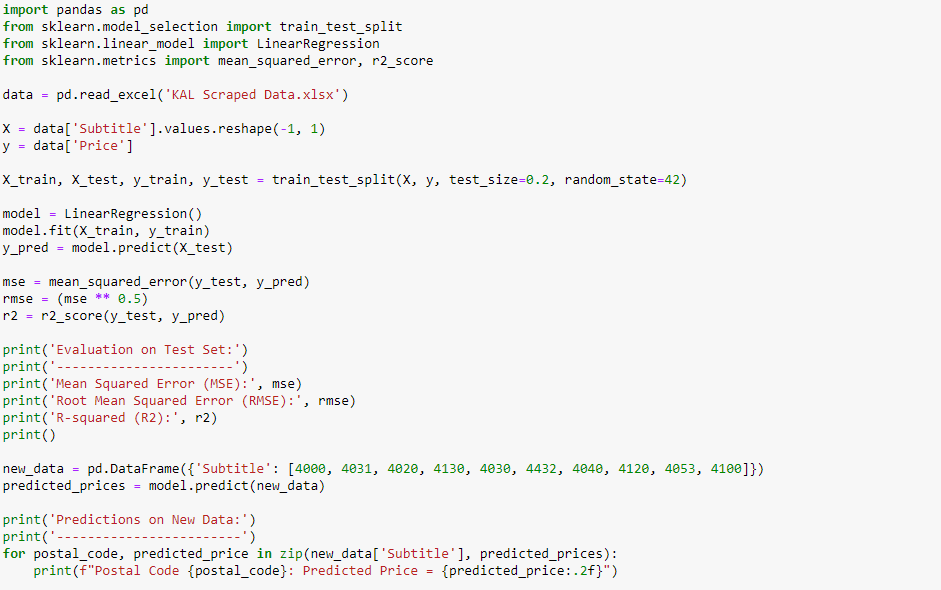 import pandas as pd
from sklearn.model_selection import train_test_split
from sklearn.linear_model import LinearRegression
from sklearn.metrics import mean_squared_error, r2_score

data = pd.read_excel('KAL Scraped Data.xlsx')

X = data['Subtitle'].values.reshape(-1, 1)
y = data['Price']

X_train, X_test, y_train, y_test = train_test_split(X, y, test_size=0.2, random_state=42)

model = LinearRegression()
model.fit(X_train, y_train)
y_pred = model.predict(X_test)

mse = mean_squared_error(y_test, y_pred)
rmse = (mse ** 0.5)
r2 = r2_score(y_test, y_pred)

print('Evaluation on Test Set:')
print('-----------------------')
print('Mean Squared Error (MSE):', mse)
print('Root Mean Squared Error (RMSE):', rmse)
print('R-squared (R2):', r2)
print()

new_data = pd.DataFrame({'Subtitle': [4000, 4031, 4020, 4130, 4030, 4432, 4040, 4120, 4053, 4100]})
predicted_prices = model.predict(new_data)

print('Predictions on New Data:')
print('------------------------')
for postal_code, predicted_price in zip(new_data['Subtitle'], predicted_prices):
    print(f"Postal Code {postal_code}: Predicted Price = {predicted_price:.2f}")